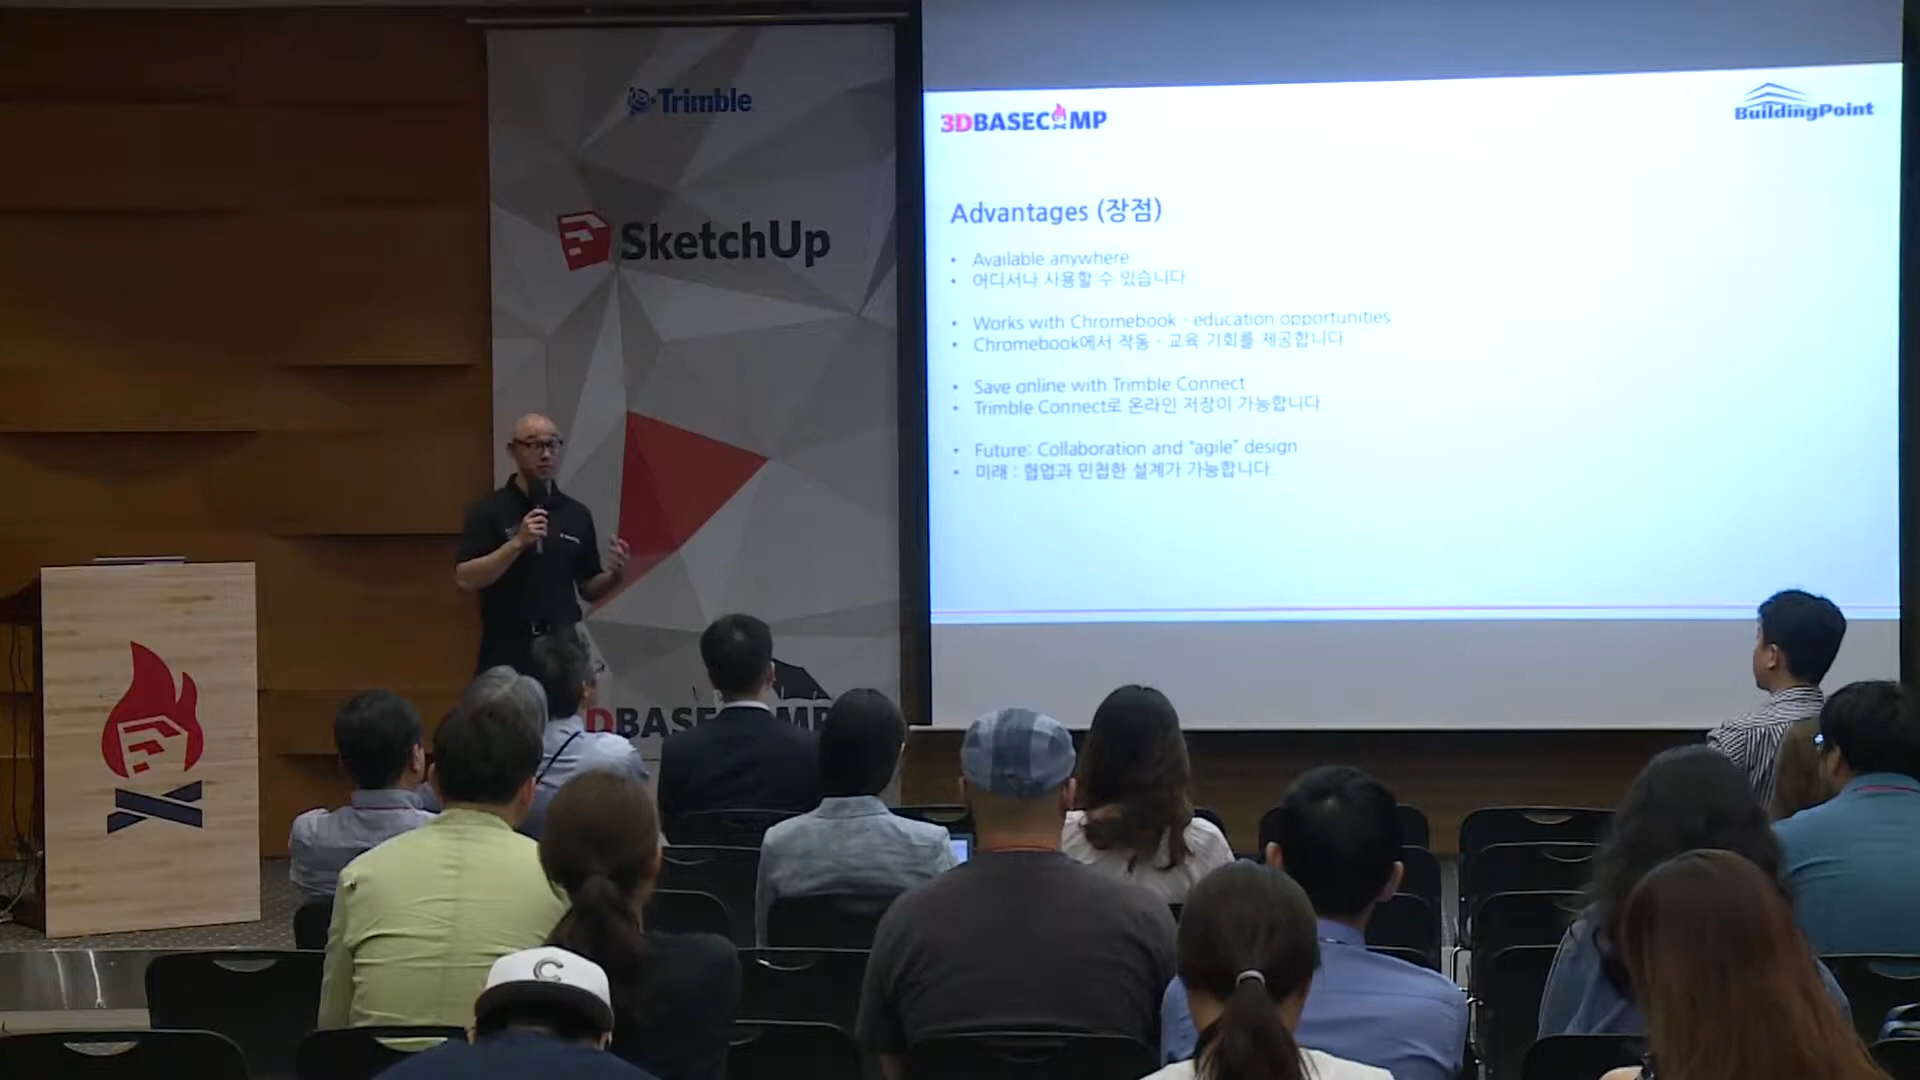 Trimble
SketchUp
DBASE MP
3DBASECAMP
BuildingPoint
Advantages (장점)
• Available anywhere
• 어디서나 사용할 수 있습니다
• Works with Chromebook - education opportunities
• Chromebook에서 작동 - 교육 기회를 제공합니다
• Save online with Trimble Connect
• Trimble Connect로 온라인 저장이 가능합니다
• Future: Collaboration and "agile" design
• 미래 : 협업과 민첩한 설계가 가능합니다
C